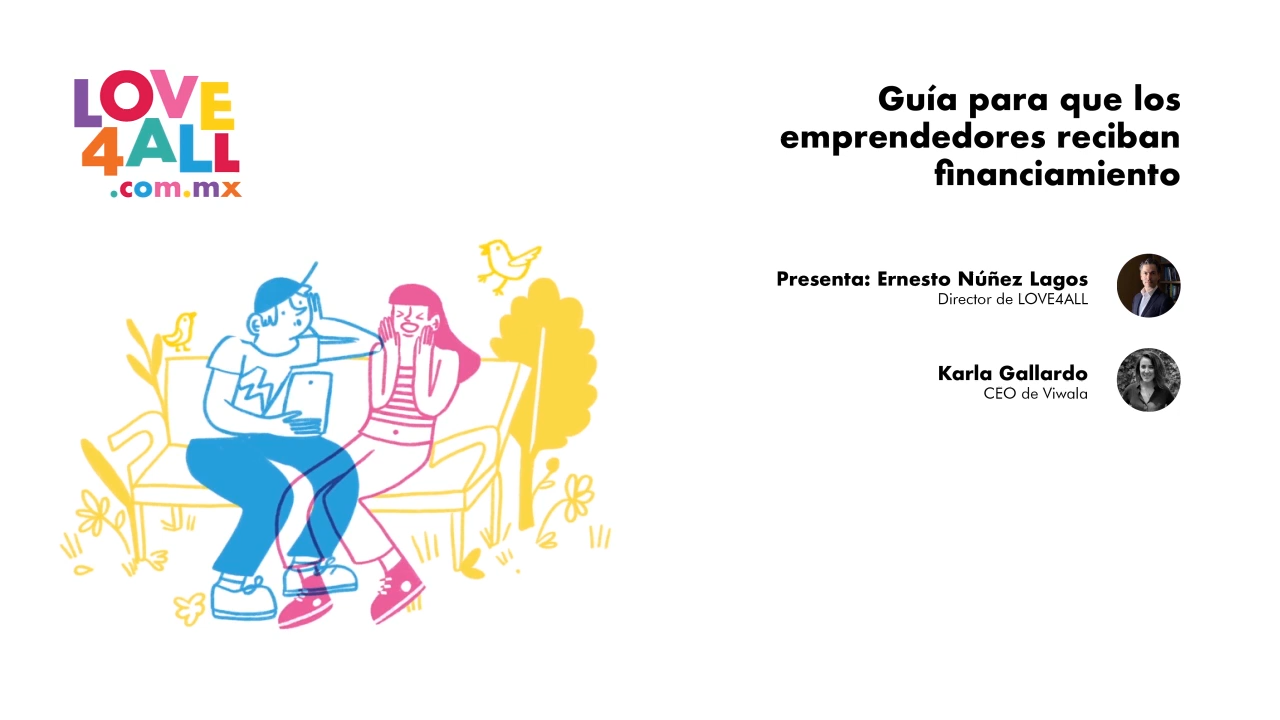 LOVE
4ALL
.com.mx
Guía para que los
emprendedores reciban
financiamiento
Presenta: Ernesto Núñez Lagos
Director de LOVE4ALL
Karla Gallardo
CEO de Viwala